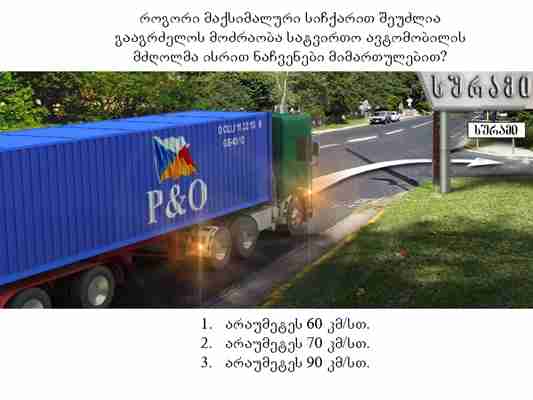 როგორი მაქსიმალური სიჩქარით შეუძლია
გააგრძელოს მოძრაობა სატვირთო ავტომობილის
მძღოლმა ისრით ნაჩვენები მიმართულებით?
სურამი
სურამი
P&O
1. არაუმეტეს 60 კმ/სთ.
2. არაუმეტეს 70 კმ/სთ.
3. არაუმეტეს 90 კმ/სთ.